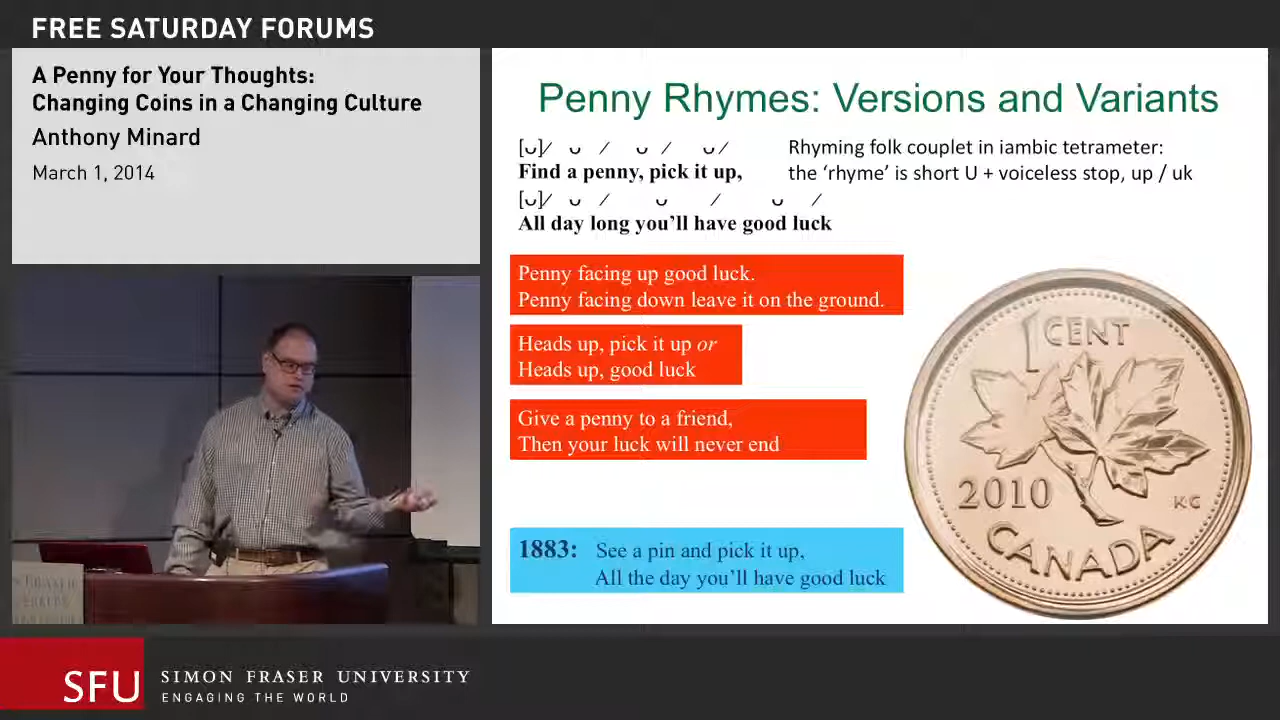 FREE SATURDAY FORUMS
A Penny for Your Thoughts:
Changing Coins in a Changing Culture
Anthony Minard
March 1, 2014
Penny Rhymes: Versions and Variants
[ᴗ]/ ᴗ / ᴗ / ᴗ /
Find a penny, pick it up,
[ᴗ]/ ᴗ / ᴗ / ᴗ /
All day long you’ll have good luck
Rhyming folk couplet in iambic tetrameter:
the ‘rhyme’ is short U + voiceless stop, up / uk
Penny facing up good luck.
Penny facing down leave it on the ground.
Heads up, pick it up or
Heads up, good luck
Give a penny to a friend,
Then your luck will never end
1883: See a pin and pick it up,
All the day you’ll have good luck
1 CENT
2010
KG
CANADA
SFU
SIMON FRASER UNIVERSITY
ENGAGING THE WORLD